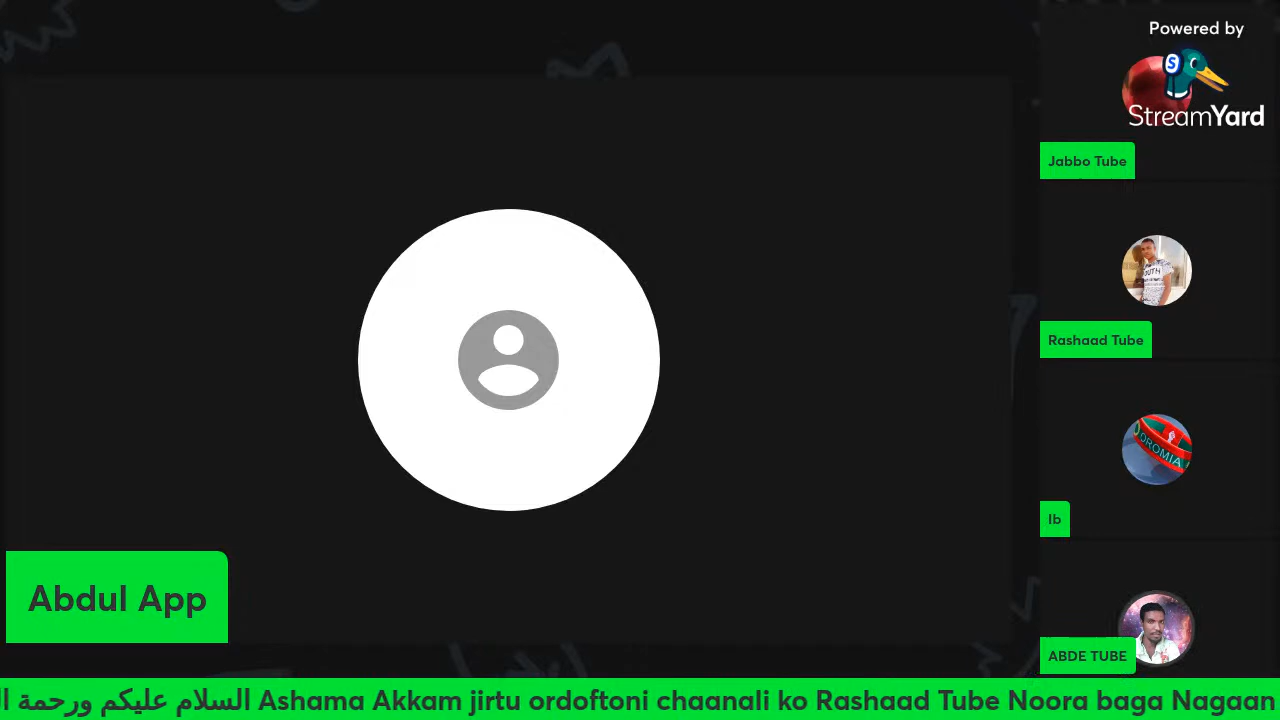 Powered by
StreamYard
Jabbo Tube
Rashaad Tube
OROMIA
Ib
Abdul App
ABDE TUBE
السلام عليكم ورحمة Ashama Akkam jirtu ordoftoni chaanali ko Rashaad Tube Noora baga Nagaan